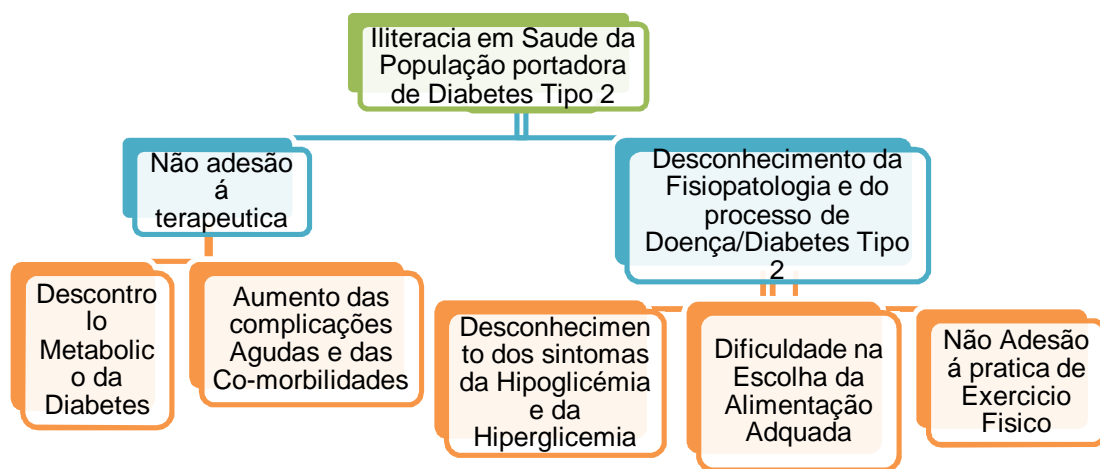 Iliteracia em Saude da
População portadora
de Diabetes Tipo 2
Não adesão
á
terapeutica
Desconhecimento da
Fisiopatologia e do
processo de
Doença/Diabetes Tipo
2
Descontro
lo
Metabolic
o da
Diabetes
Aumento das
complicações
Agudas e das
Co-morbilidades
Desconhecimen
to dos sintomas
da Hipoglicémia
e da
Hiperglicemia
Dificuldade na
Escolha da
Alimentação
Adquada
Não Adesão
á pratica de
Exercicio
Fisico